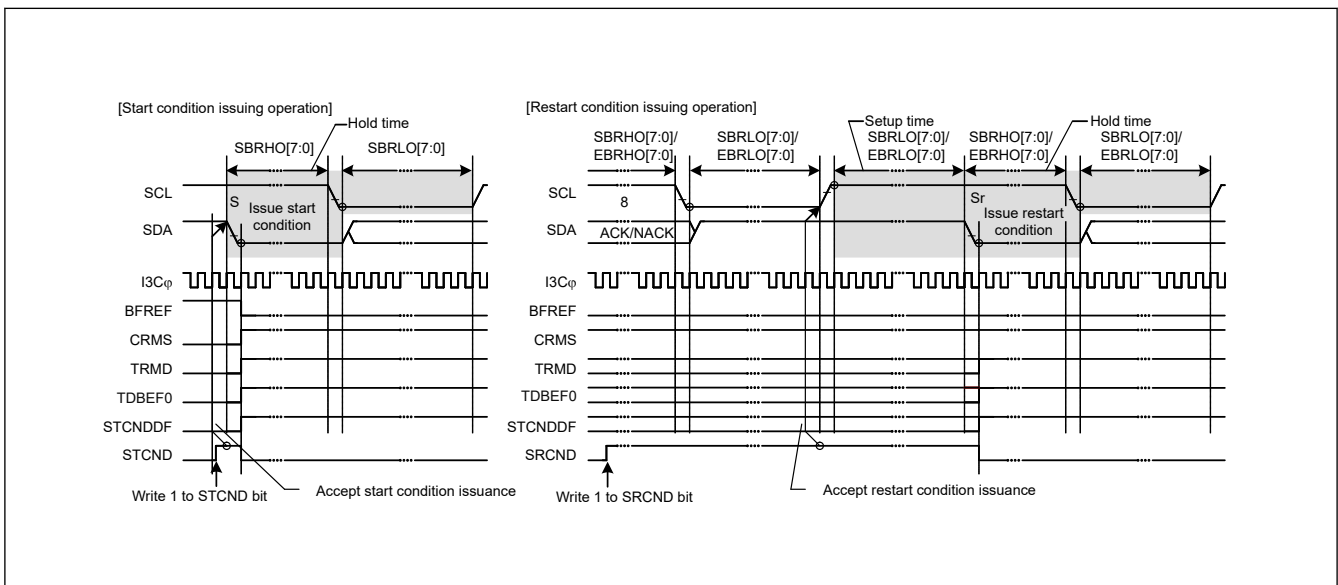 [Start condition issuing operation]
Hold time
SBRHO[7:0]
SBRLO[7:0]
SCL
S
Issue start
condition
SDA
I3Cφ
BFREF
CRMS
TRMD
TDBEF0
STCNDDF
STCND
Write 1 to STCND bit
Accept start condition issuance
[Restart condition issuing operation]
Setup time
Hold time
SBRHO[7:0]/
EBRHO[7:0]
SBRLO[7:0]/
EBRLO[7:0]
SBRLO[7:0]/
EBRLO[7:0]
SBRHO[7:0]/
EBRHO[7:0]
SBRLO[7:0]/
EBRLO[7:0]
SCL
8
Sr
Issue restart
condition
SDA
ACK/NACK
I3Cφ
BFREF
CRMS
TRMD
TDBEF0
STCNDDF
SRCND
Write 1 to SRCND bit
Accept restart condition issuance